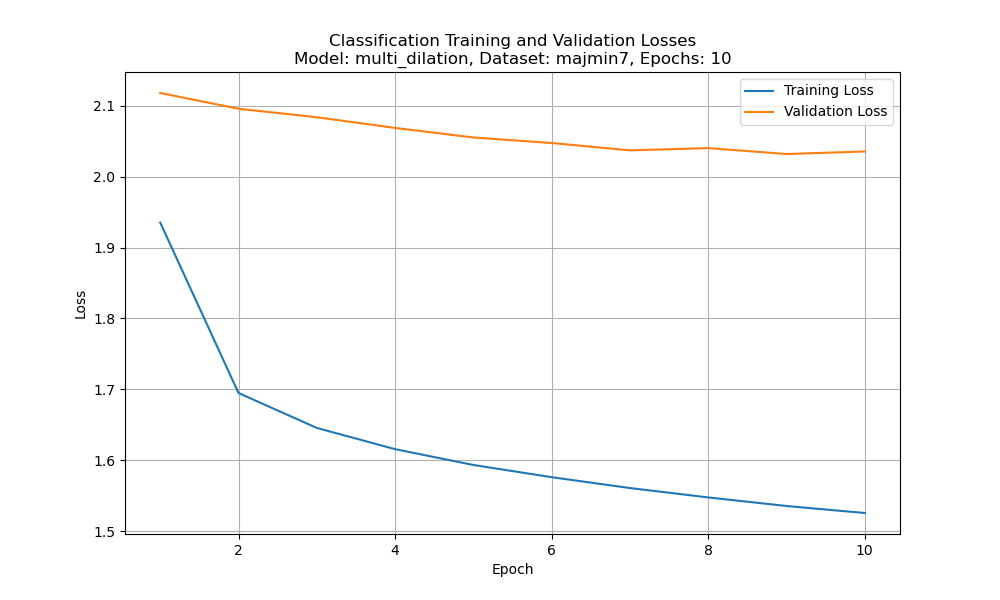 Classification Training and Validation Losses
Model: multi_dilation, Dataset: majmin7, Epochs: 10
Training Loss
Validation Loss
2.1
2.0
1.9
1.8
1.7
1.6
1.5
Loss
2
4
6
8
10
Epoch